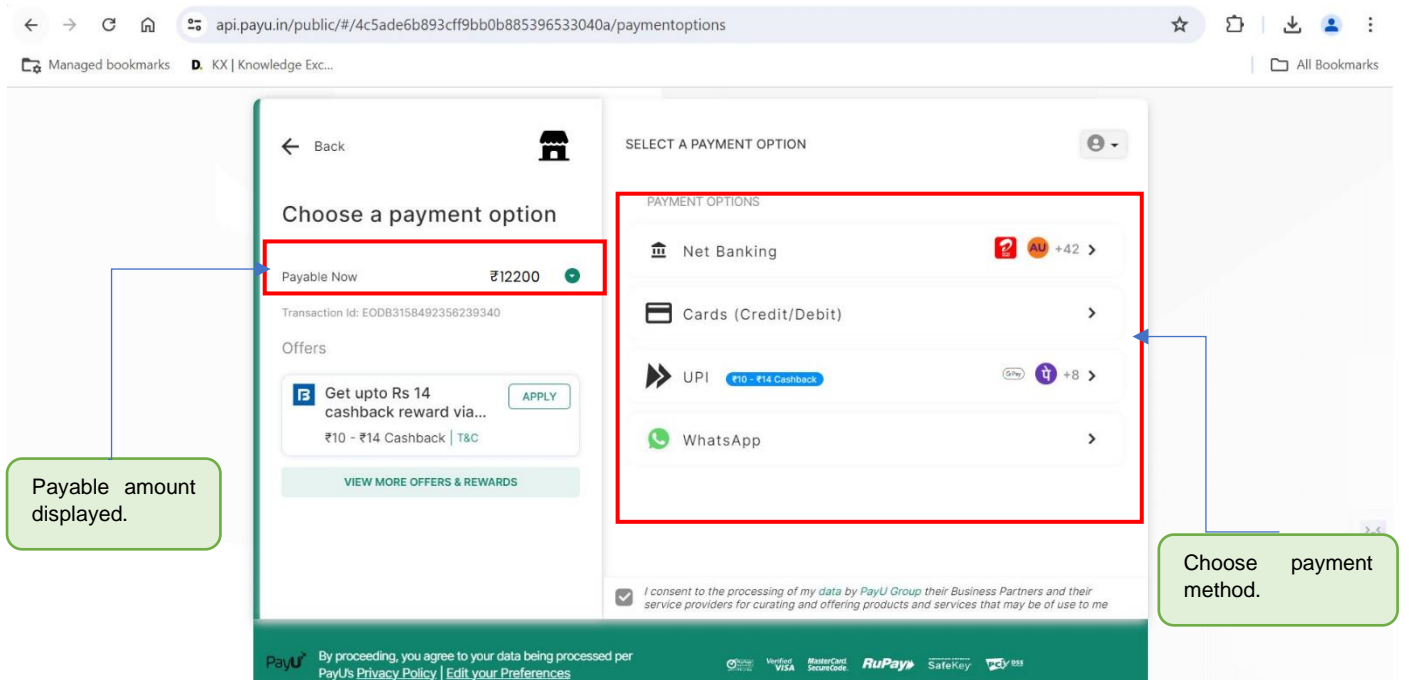 api.payu.in/public/#/4c5ade6b893cff9bb0b885396533040a/paymentoptions
Managed bookmarks
D. KX | Knowledge Exc...
All Bookmarks
Back
Choose a payment option
Payable Now ₹12200
Transaction Id: EODB3158492356239340
Offers
Get upto Rs 14
cashback reward via...
APPLY
₹10 - ₹14 Cashback | T&C
VIEW MORE OFFERS & REWARDS
SELECT A PAYMENT OPTION
PAYMENT OPTIONS
Net Banking AU +42
Cards (Credit/Debit)
UPI ₹10 - ₹14 Cashback GPay पे +8
WhatsApp
Payable amount
displayed.
Choose payment
method.
I consent to the processing of my data by PayU Group their Business Partners and their
service providers for curating and offering products and services that may be of use to me
PayU
By proceeding, you agree to your data being processed per
PayU's Privacy Policy | Edit your Preferences
Verified
VISA
MasterCard.
SecureCode.
RuPay
SafeKey
PCI DSS